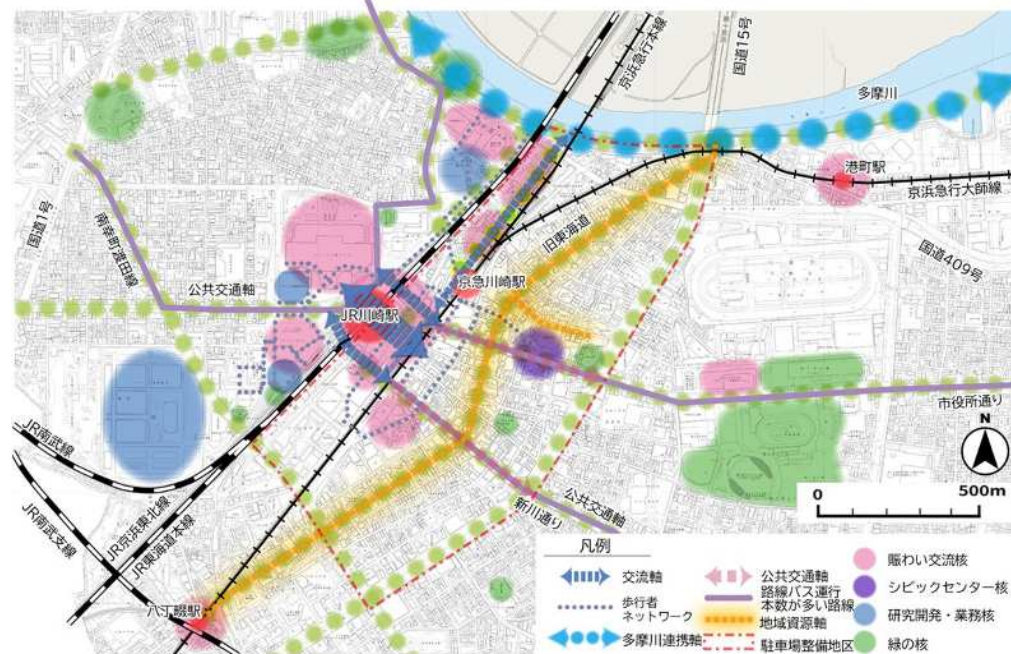 京浜急行本線
国道15号
多摩川
港町駅
京浜急行大師線
国道1号
南幸町渡田線
旧東海道
国道409号
公共交通軸
京急川崎駅
JR川崎駅
市役所通り
N
0 500m
JR南武線
JR京浜東北線
JR東海道本線
JR南武支線
新川通り
公共交通軸
八丁畷駅
凡例
交流軸
歩行者
ネットワーク
多摩川連携軸
公共交通軸
路線バス運行
本数が多い路線
地域資源軸
駐車場整備地区
賑わい交流核
シビックセンター核
研究開発・業務核
緑の核